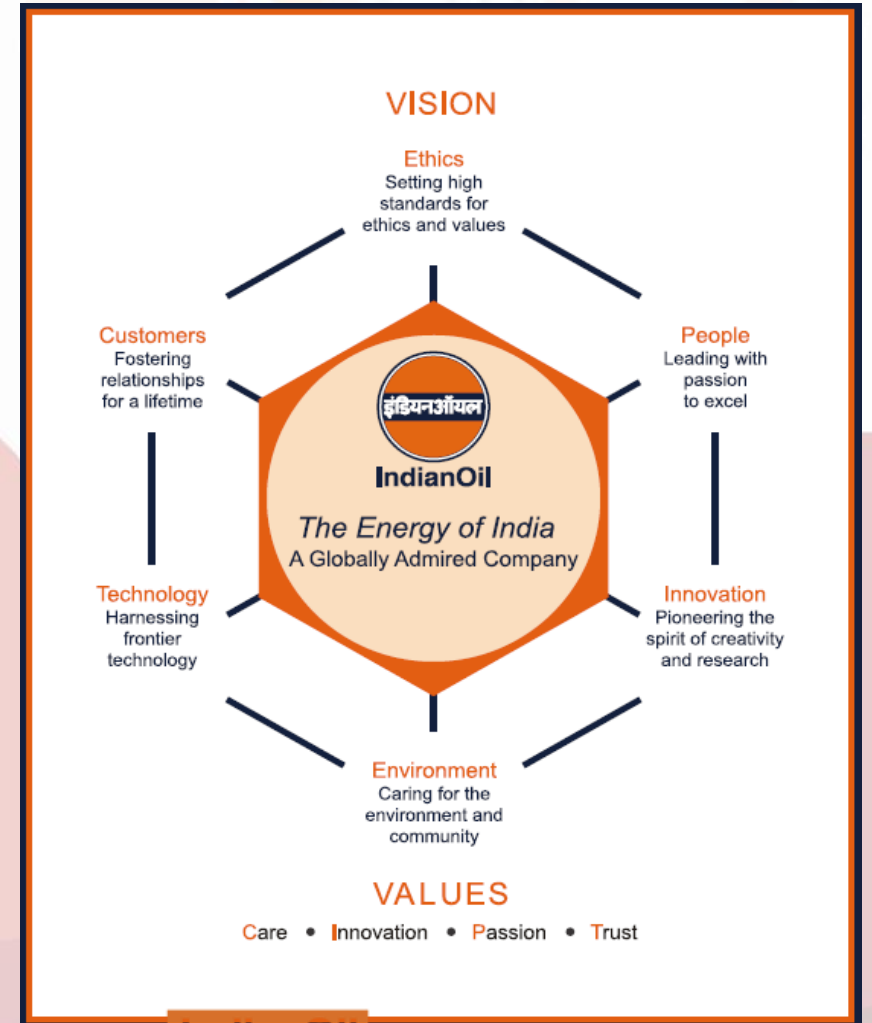 VISION
Ethics
Setting high
standards for
ethics and values
Customers
Fostering
relationships
for a lifetime
People
Leading with
passion
to excel
इंडियनऑयल
IndianOil
The Energy of India
A Globally Admired Company
Technology
Harnessing
frontier
technology
Innovation
Pioneering the
spirit of creativity
and research
Environment
Caring for the
environment and
community
VALUES
Care • Innovation • Passion • Trust